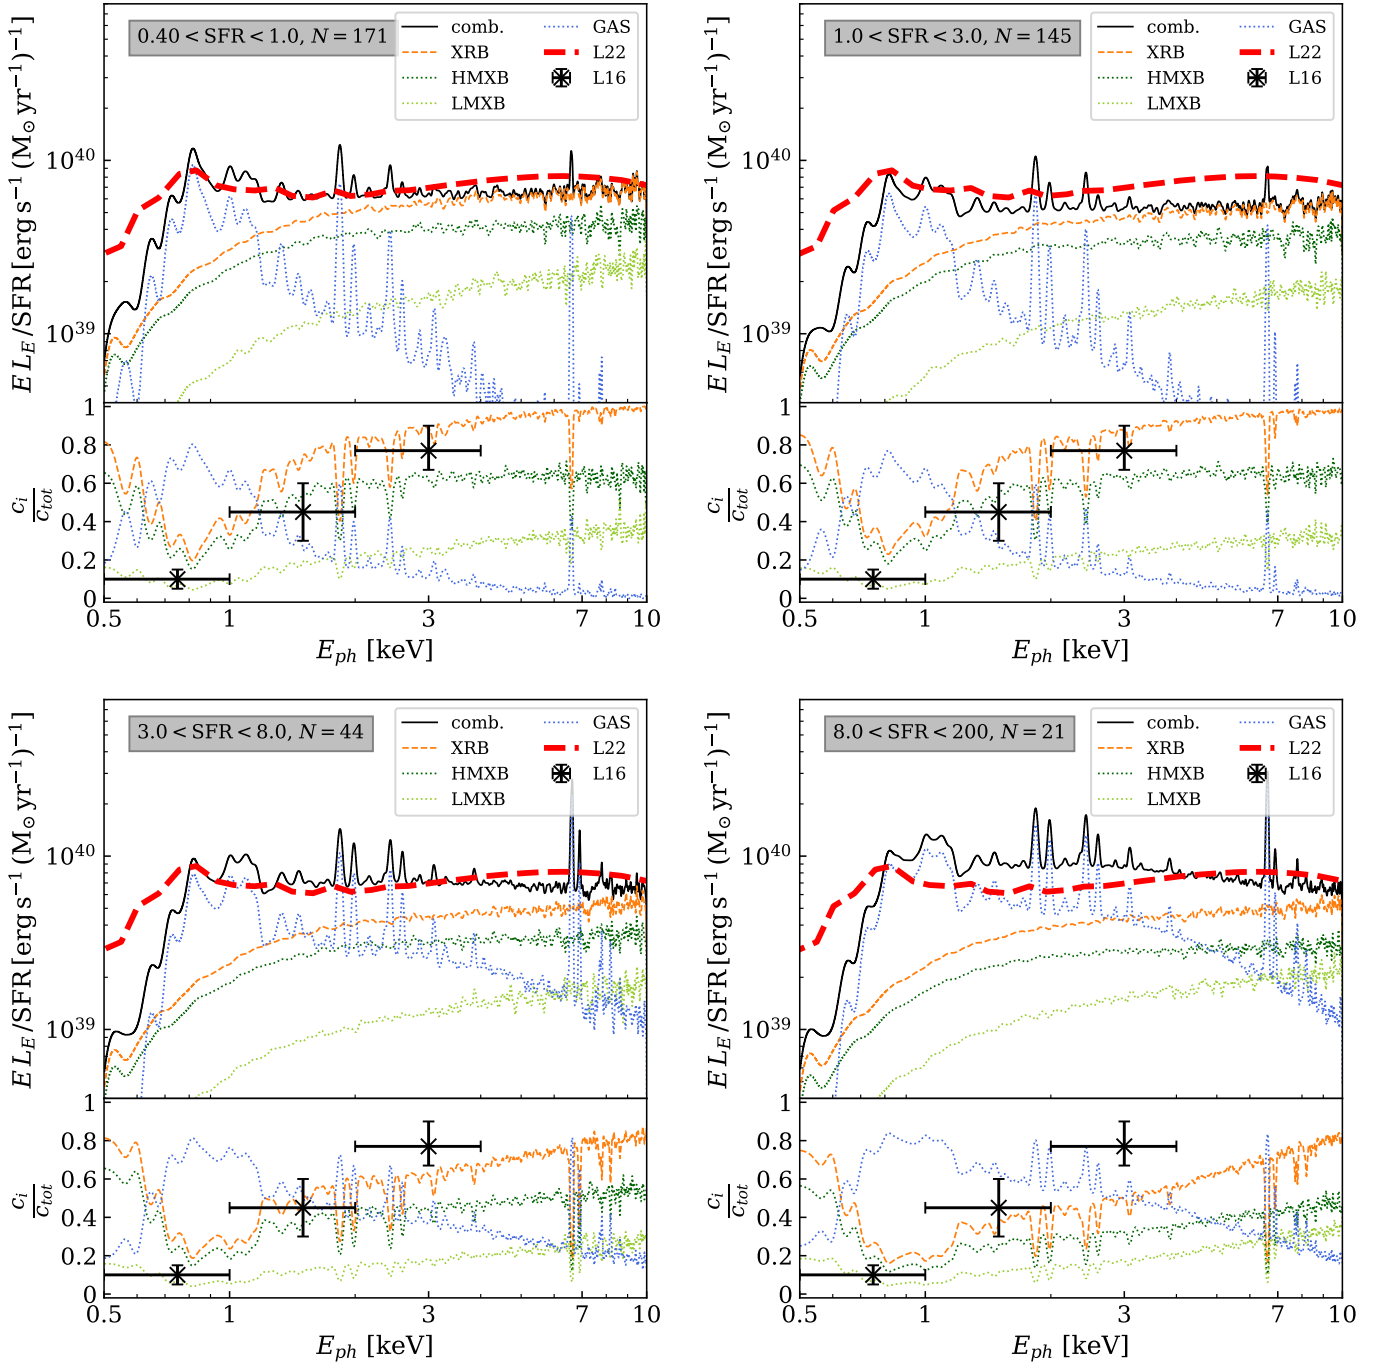 0.40 < SFR < 1.0, N = 171
comb.
XRB
HMXB
LMXB
GAS
L22
L16
10^40
10^39
E L_E/SFR [erg s^−1 (M_⊙ yr^−1)^−1]
1
0.8
0.6
0.4
0.2
0
c_i/c_tot
0.5 1 3 7 10
E_ph [keV]
1.0 < SFR < 3.0, N = 145
comb.
XRB
HMXB
LMXB
GAS
L22
L16
10^40
10^39
E L_E/SFR [erg s^−1 (M_⊙ yr^−1)^−1]
1
0.8
0.6
0.4
0.2
0
c_i/c_tot
0.5 1 3 7 10
E_ph [keV]
3.0 < SFR < 8.0, N = 44
comb.
XRB
HMXB
LMXB
GAS
L22
L16
10^40
10^39
E L_E/SFR [erg s^−1 (M_⊙ yr^−1)^−1]
1
0.8
0.6
0.4
0.2
0
c_i/c_tot
0.5 1 3 7 10
E_ph [keV]
8.0 < SFR < 200, N = 21
comb.
XRB
HMXB
LMXB
GAS
L22
L16
10^40
10^39
E L_E/SFR [erg s^−1 (M_⊙ yr^−1)^−1]
1
0.8
0.6
0.4
0.2
0
c_i/c_tot
0.5 1 3 7 10
E_ph [keV]